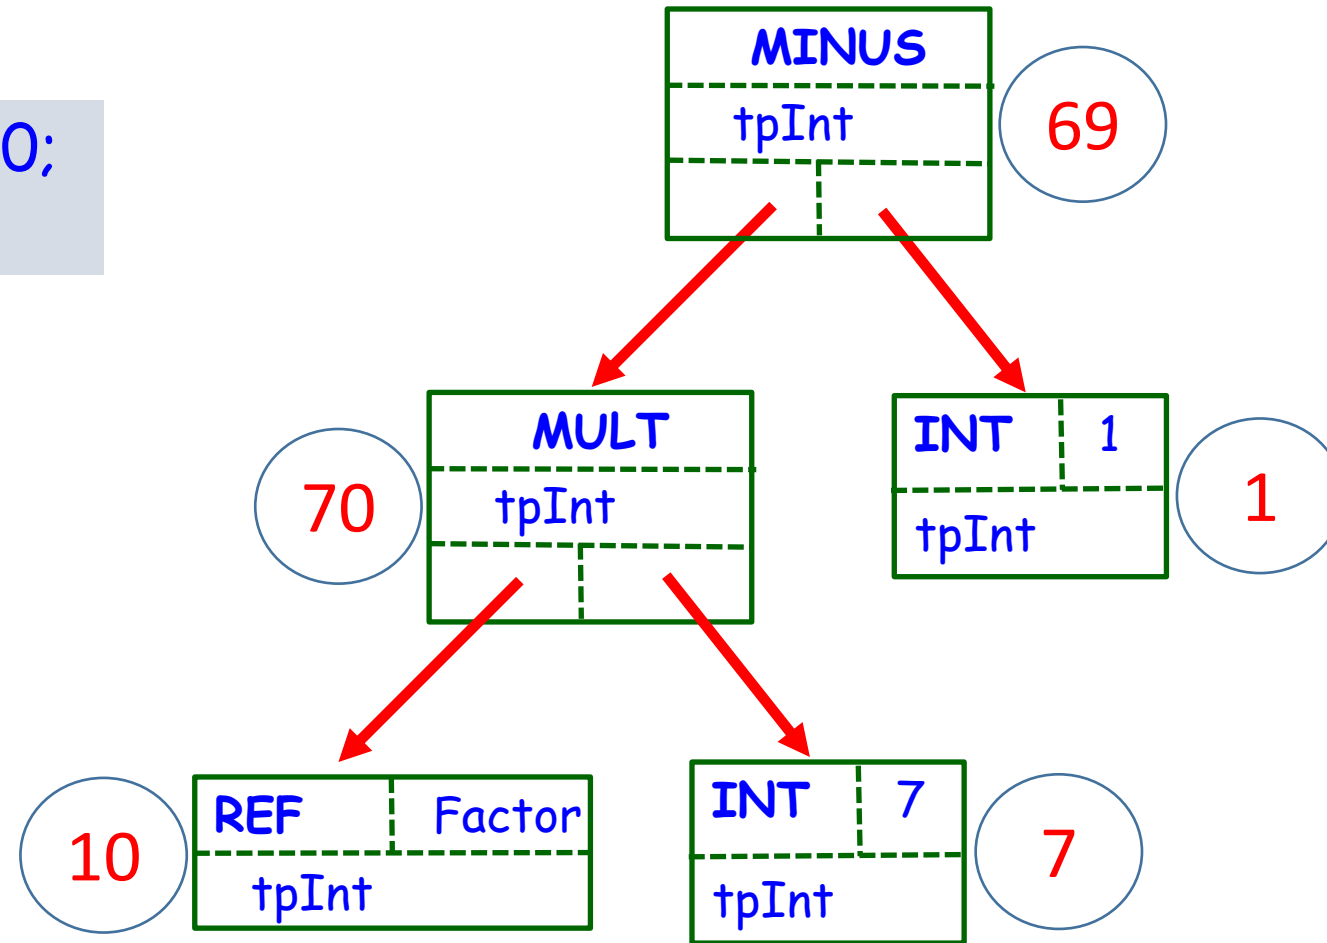 MINUS
tpInt
69
0;
MULT
tpInt
70
INT 1
tpInt
1
REF Factor
tpInt
10
INT 7
tpInt
7